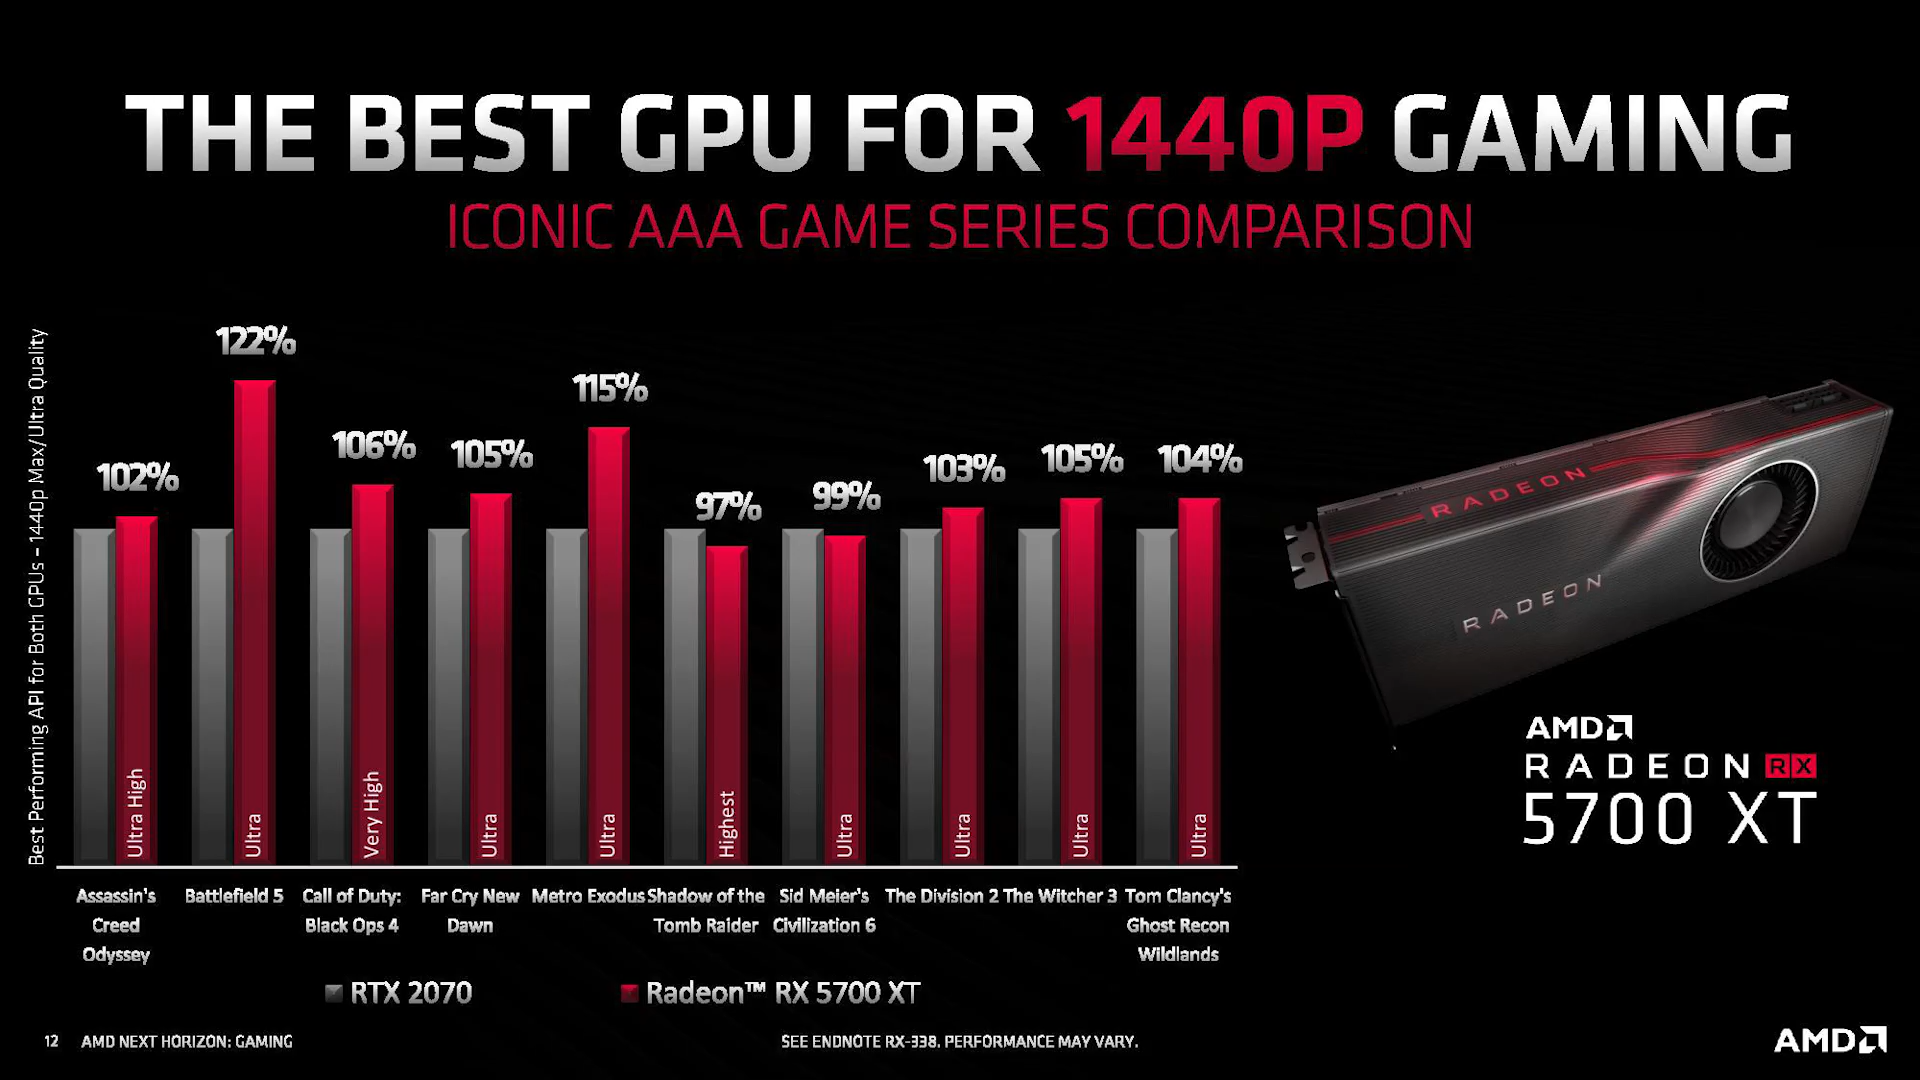 THE BEST GPU FOR 1440P GAMING
ICONIC AAA GAME SERIES COMPARISON
Best Performing API for Both GPUs – 1440p Max/Ultra Quality
102%
122%
106%
105%
115%
97%
99%
103%
105%
104%
Ultra High
Ultra
Very High
Ultra
Ultra
Highest
Ultra
Ultra
Ultra
Ultra
Assassin's
Creed
Odyssey
Battlefield 5
Call of Duty:
Black Ops 4
Far Cry New
Dawn
Metro Exodus
Shadow of the
Tomb Raider
Sid Meier's
Civilization 6
The Division 2
The Witcher 3
Tom Clancy's
Ghost Recon
Wildlands
RTX 2070
Radeon™ RX 5700 XT
RADEON
RADEON
AMD
RADEON RX
5700 XT
12 AMD NEXT HORIZON: GAMING
SEE ENDNOTE RX-338. PERFORMANCE MAY VARY.
AMD